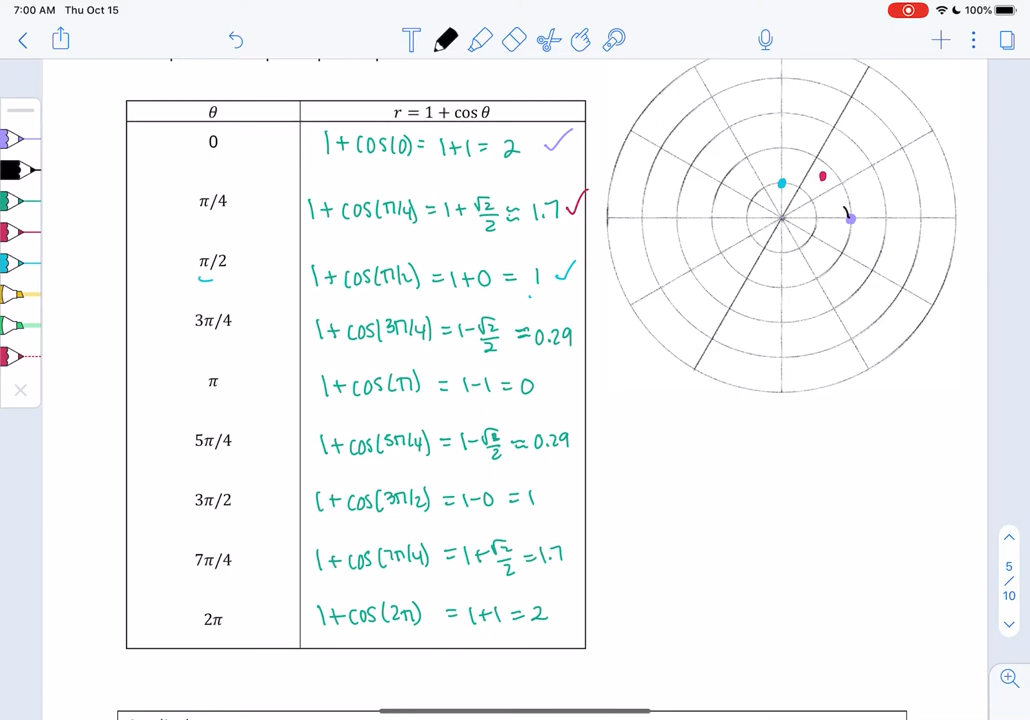 7:00 AM Thu Oct 15
100%
θ r = 1 + cos θ
0 1+cos(0) = 1+1 = 2
π/4 1+cos(π/4) = 1+ √2/2 ≈ 1.7
π/2 1+cos(π/2) = 1+0 = 1
3π/4 1+cos(3π/4) = 1-√2/2 ≈ 0.29
π 1+cos(π) = 1-1 = 0
5π/4 1+cos(5π/4) = 1-√2/2 ≈ 0.29
3π/2 1+cos(3π/2) = 1-0 = 1
7π/4 1+cos(7π/4) = 1+√2/2 = 1.7
2π 1+cos(2π) = 1+1 = 2
5
/
10